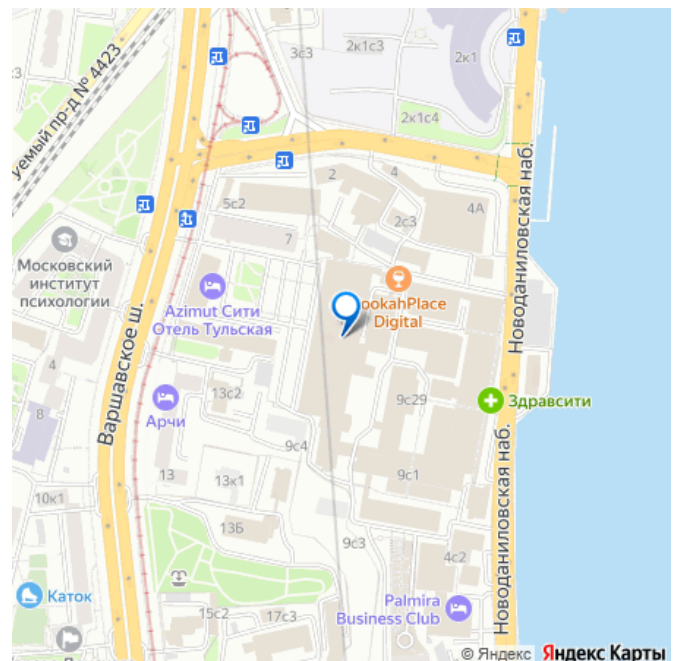 3с3
2к1с3
2к1
уемый пр-д № 4423
2к1с4
Новоданиловская наб.
2
4
5с2
4А
2с3
7
Московский
институт
психологии
Azimut Сити
Отель Тульская
ookahPlace
Digital
Варшавское ш.
4
8
13с2
9с29
Здравсити
Арчи
9с4
13
13к1
9с1
Новоданиловская наб.
10к1
13Б
9с3
4с2
Каток
15с2
17с3
Palmira
Business Club
© Яндекс Яндекс Карты